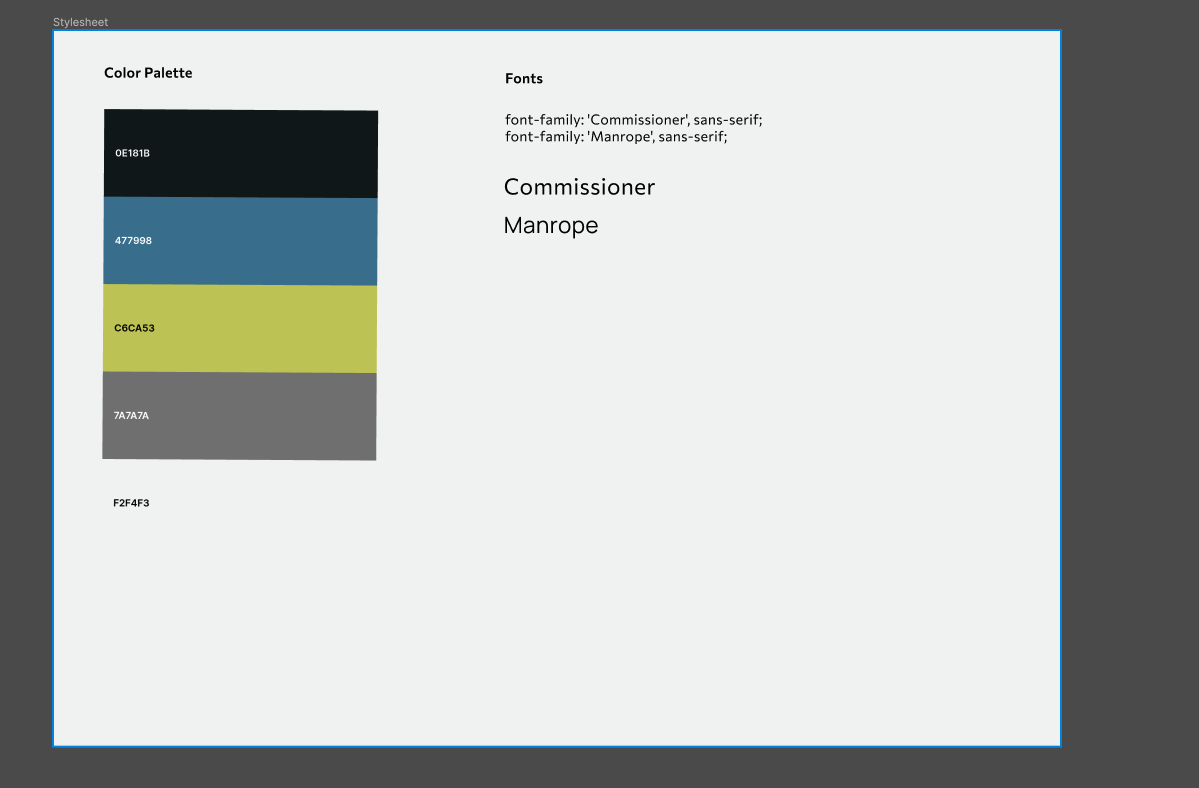 Stylesheet
Color Palette
0E181B
477998
C6CA53
7A7A7A
F2F4F3
Fonts
font-family: 'Commissioner', sans-serif;
font-family: 'Manrope', sans-serif;
Commissioner
Manrope